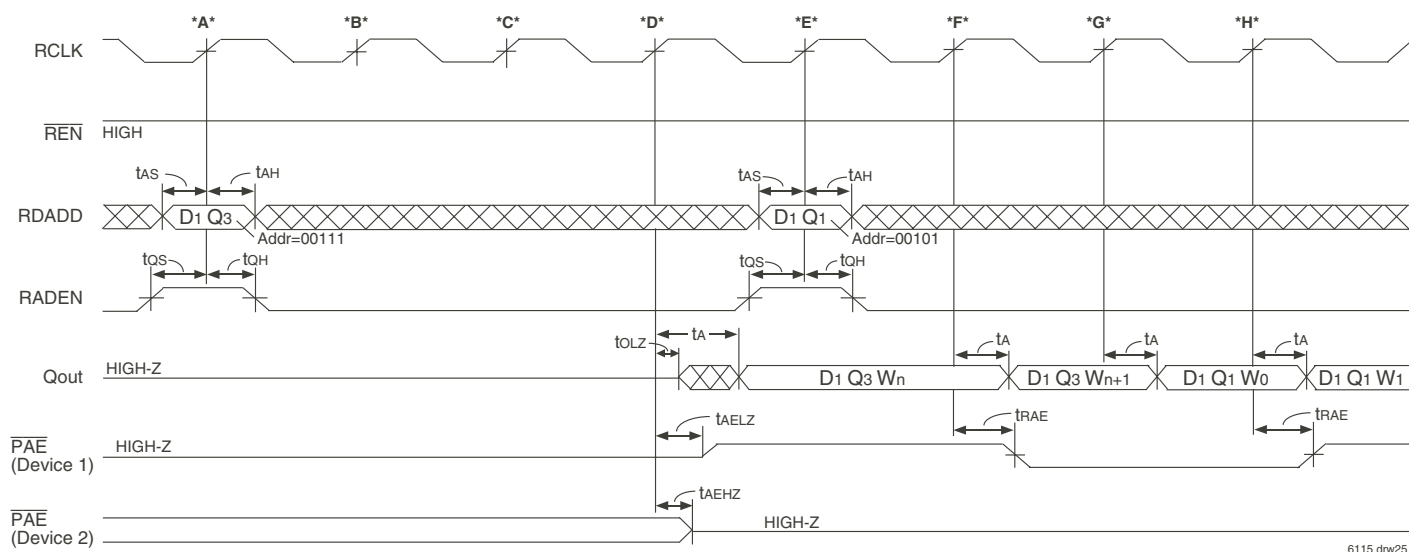 *A* *B* *C* *D* *E* *F* *G* *H*
RCLK
REN HIGH
tAS tAH tAS tAH
RDADD D1 Q3 D1 Q1
Addr=00111 Addr=00101
tQS tQH tQS tQH
RADEN
tOLZ tA tA tA tA
Qout HIGH-Z D1 Q3 Wn D1 Q3 Wn+1 D1 Q1 W0 D1 Q1 W1
tAELZ tRAE tRAE
PAE HIGH-Z
(Device 1)
tAEHZ
PAE HIGH-Z
(Device 2)
6115 drw25